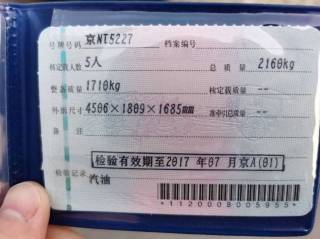 号牌号码 京NT5227 档案编号
核定载人数 5人 总 质 量 2160kg
整备质量 1710kg 核定载质量 --
外廓尺寸 4506×1809×1685mm 准牵引总质量 --
备 注
检验有效期至2017 年07 月京A(01)
检验记录 汽油
*1120008005955*